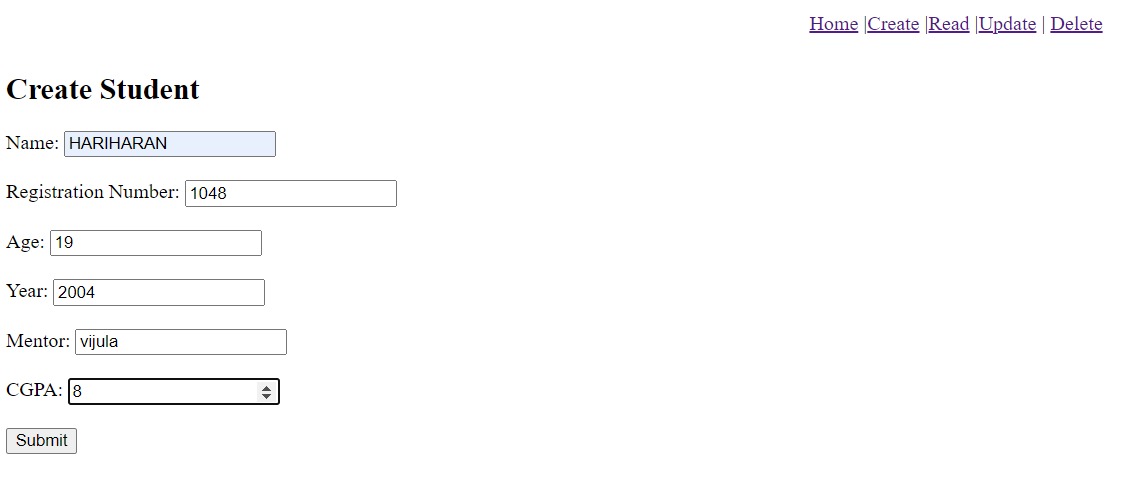 Home |Create |Read |Update | Delete
Create Student
Name: HARIHARAN
Registration Number: 1048
Age: 19
Year: 2004
Mentor: vijula
CGPA: 8
Submit